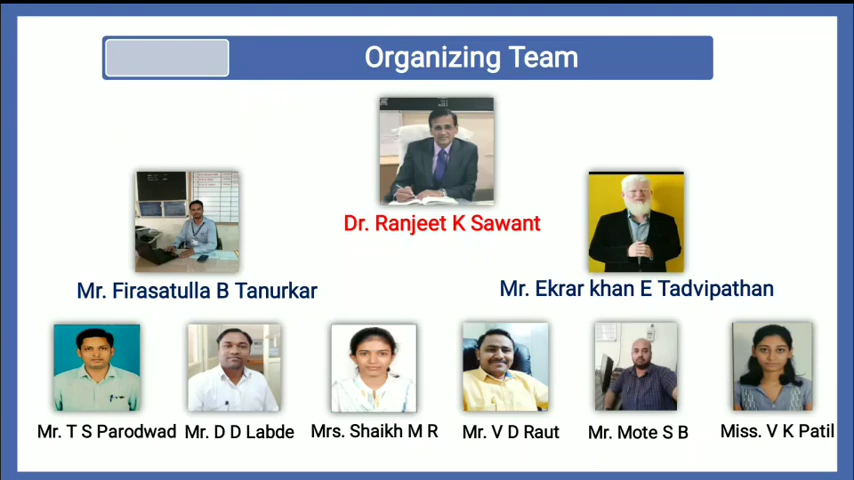 Organizing Team
Dr. Ranjeet K Sawant
Mr. Firasatulla B Tanurkar
Mr. Ekrar khan E Tadvipathan
Mr. T S Parodwad
Mr. D D Labde
Mrs. Shaikh M R
Mr. V D Raut
Mr. Mote S B
Miss. V K Patil